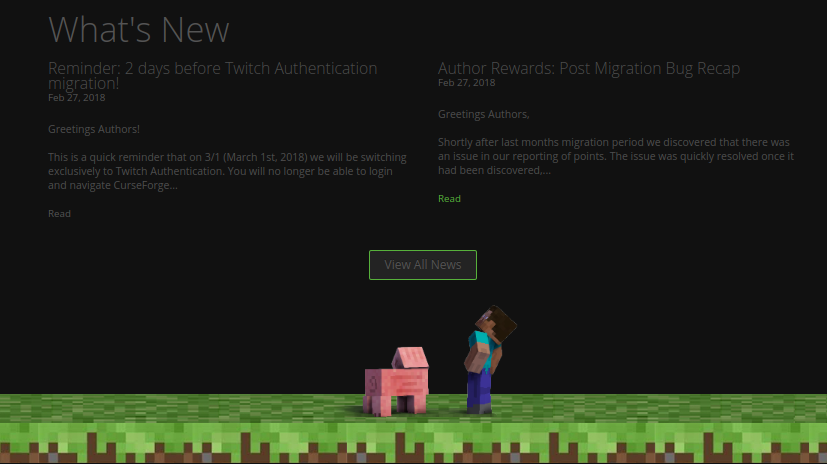 What's New
Reminder: 2 days before Twitch Authentication
migration!
Feb 27, 2018
Greetings Authors!
This is a quick reminder that on 3/1 (March 1st, 2018) we will be switching
exclusively to Twitch Authentication. You will no longer be able to login
and navigate CurseForge...
Read
Author Rewards: Post Migration Bug Recap
Feb 27, 2018
Greetings Authors,
Shortly after last months migration period we discovered that there was
an issue in our reporting of points. The issue was quickly resolved once it
had been discovered,...
Read
View All News